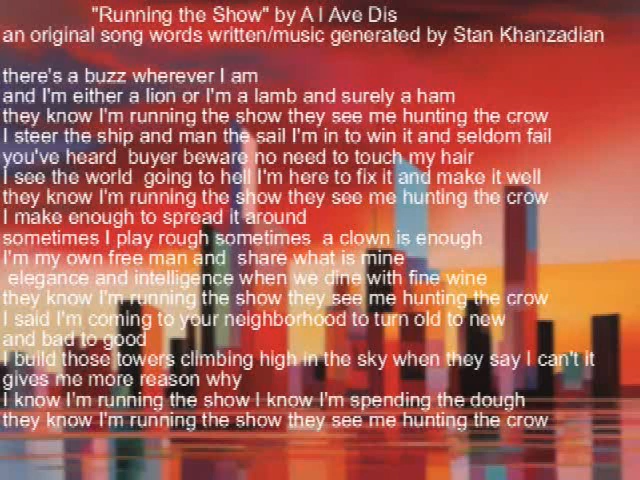 "Running the Show" by A I Ave Dis
an original song words written/music generated by Stan Khanzadian
there's a buzz wherever I am
and I'm either a lion or I'm a lamb and surely a ham
they know I'm running the show they see me hunting the crow
I steer the ship and man the sail I'm in to win it and seldom fail
you've heard  buyer beware no need to touch my hair
I see the world  going to hell I'm here to fix it and make it well
they know I'm running the show they see me hunting the crow
I make enough to spread it around
sometimes I play rough sometimes  a clown is enough
I'm my own free man and  share what is mine
elegance and intelligence when we dine with fine wine
they know I'm running the show they see me hunting the crow
I said I'm coming to your neighborhood to turn old to new
and bad to good
I build those towers climbing high in the sky when they say I can't it
gives me more reason why
I know I'm running the show I know I'm spending the dough
they know I'm running the show they see me hunting the crow